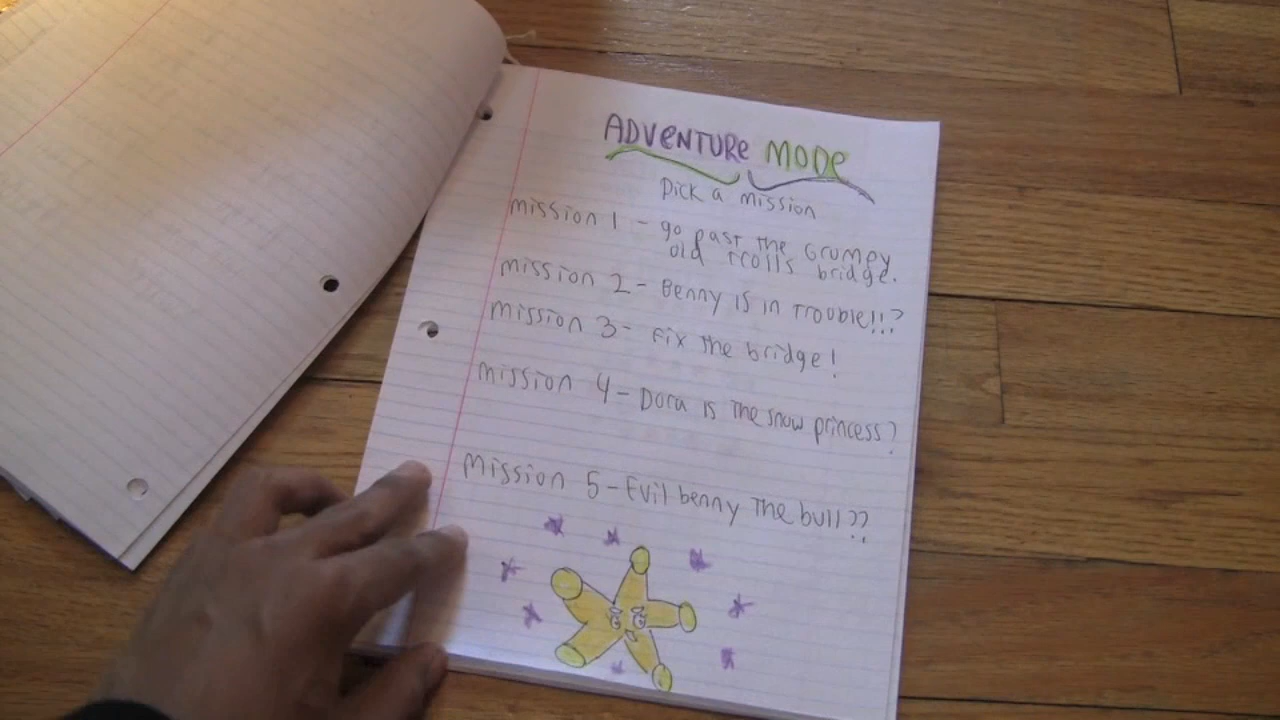 ADVENTURE MODE
Pick a mission
mission 1 - go past the Grumpy
old trolls bridge.
mission 2 - Benny is in trouble!!?
mission 3 - Fix the bridge!
mission 4 - Dora is the snow princess?
mission 5 - Evil benny the bull??